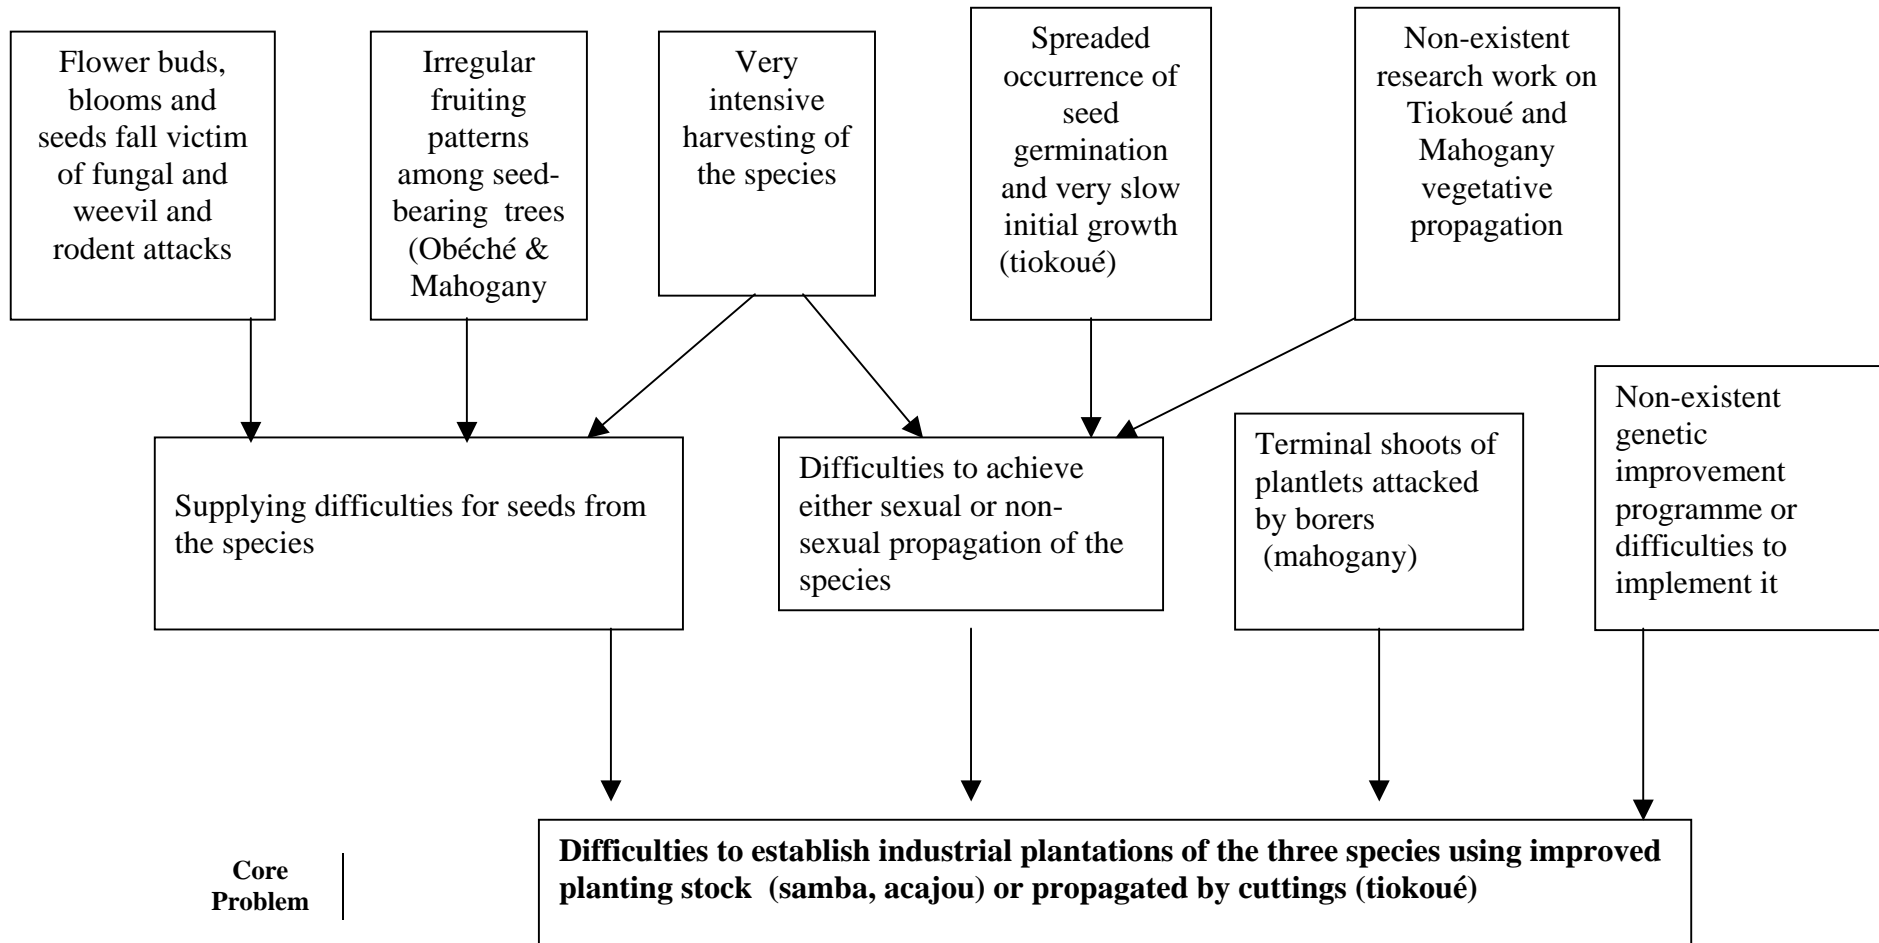 Flower buds,
blooms and
seeds fall victim
of fungal and
weevil and
rodent attacks
Irregular
fruiting
patterns
among seed-
bearing  trees
(Obéché &
Mahogany
Very
intensive
harvesting of
the species
Spreaded
occurrence of
seed
germination
and very slow
initial growth
(tiokoué)
Non-existent
research work on
Tiokoué and
Mahogany
vegetative
propagation
Supplying difficulties for seeds from
the species
Difficulties to achieve
either sexual or non-
sexual propagation of the
species
Terminal shoots of
plantlets attacked
by borers
(mahogany)
Non-existent
genetic
improvement
programme or
difficulties to
implement it
Core
Problem
Difficulties to establish industrial plantations of the three species using improved
planting stock  (samba, acajou) or propagated by cuttings (tiokoué)